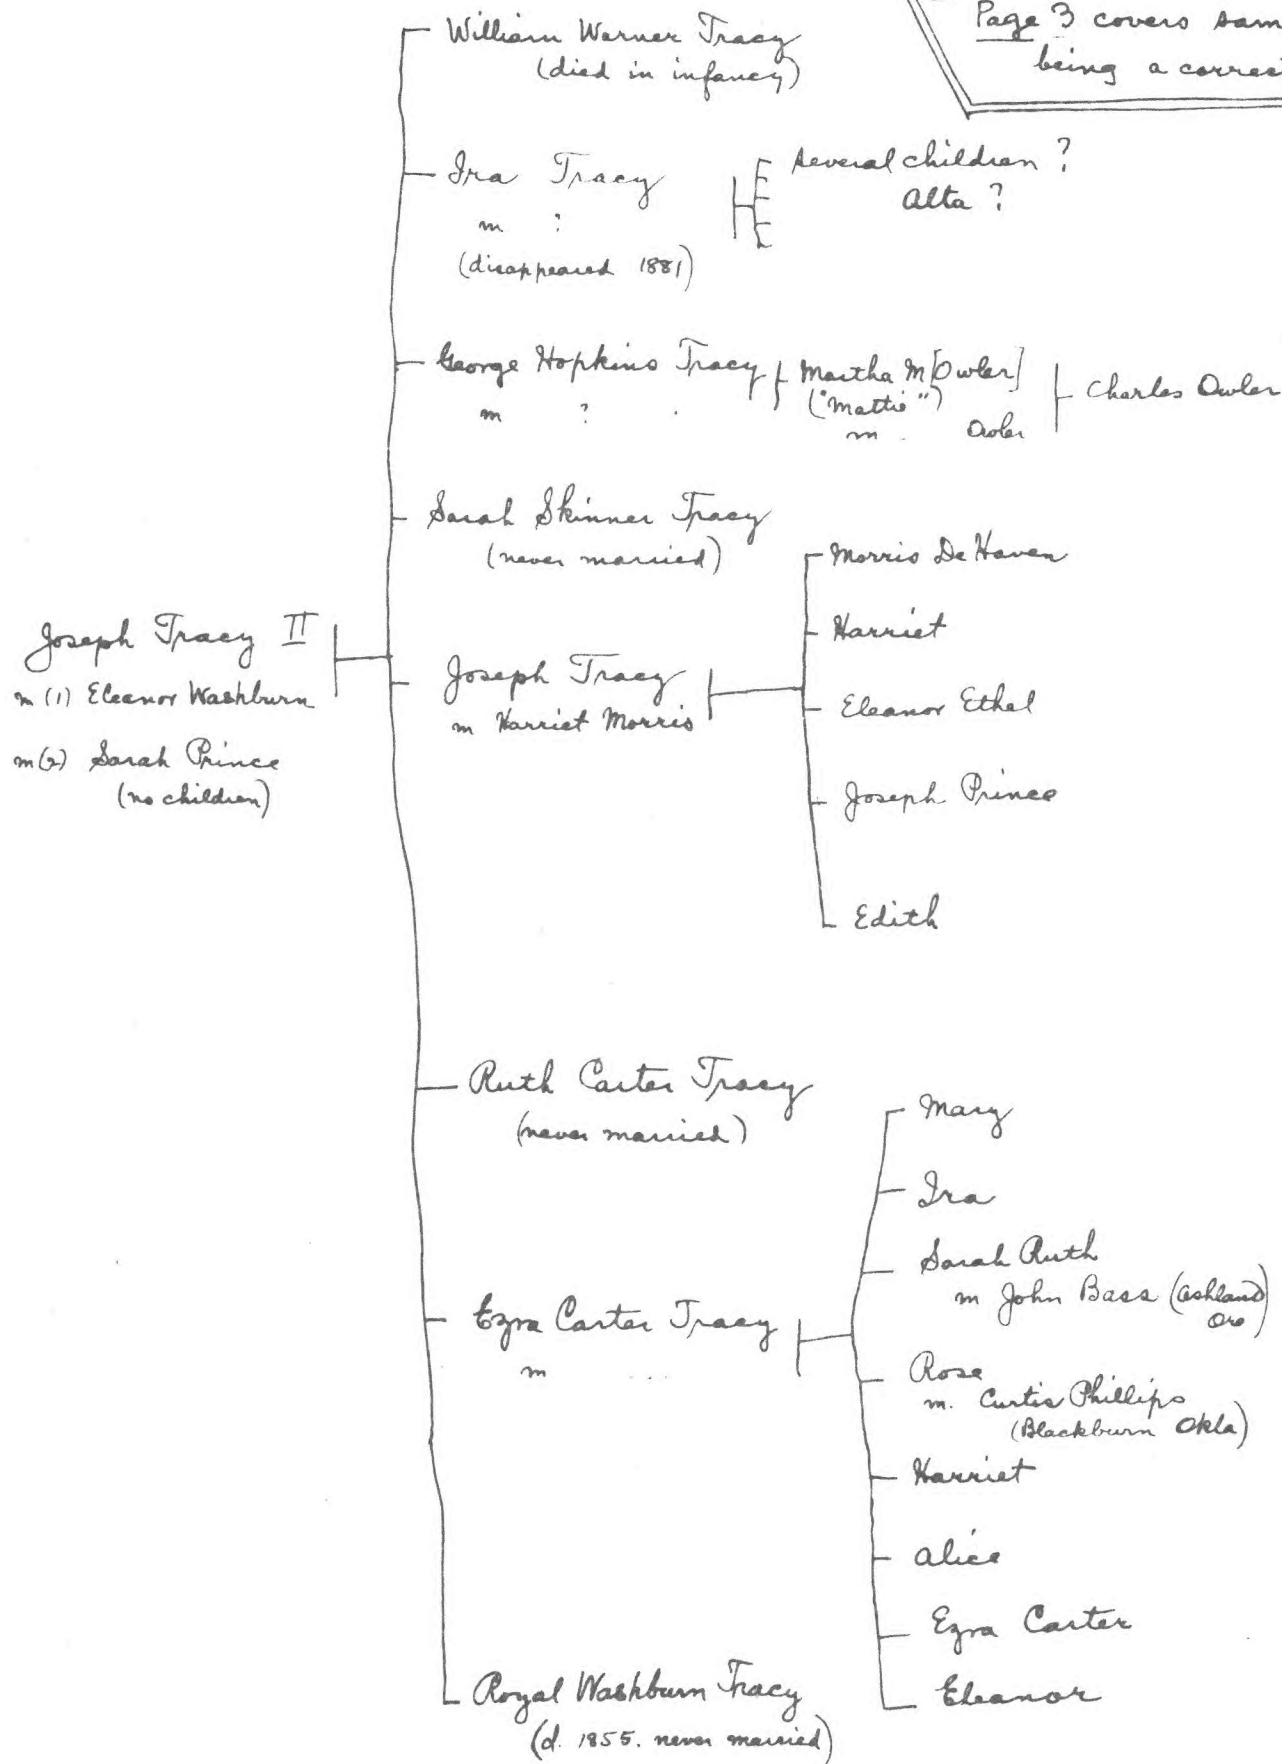 Page 3 covers sam
being a correc
William Warner Tracy
(died in infancy)
Ira Tracy
m ?
(disappeared 1881)
several children ?
Alta ?
George Hopkins Tracy
m ?
Martha M [Owler]
("Mattie")
m Owler
Charles Owler
Sarah Skinner Tracy
(never married)
Joseph Tracy II
m (1) Eleanor Washburn
m (2) Sarah Prince
(no children)
Joseph Tracy
m Harriet Morris
Morris De Haven
Harriet
Eleanor Ethel
Joseph Prince
Edith
Ruth Carter Tracy
(never married)
Ezra Carter Tracy
m ...
Mary
Ira
Sarah Ruth
m John Bass (Ashland
Ore)
Rose
m. Curtis Phillips
(Blackburn Okla)
Harriet
Alice
Ezra Carter
Eleanor
Royal Washburn Tracy
(d. 1855. never married)